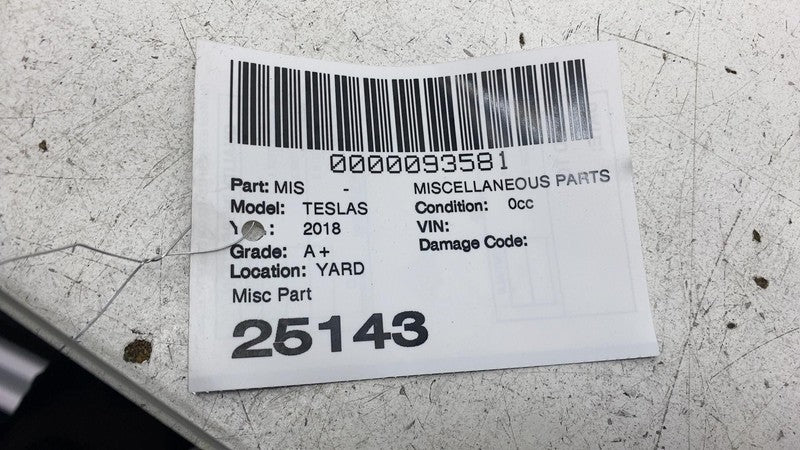 0000093581
Part: MIS - MISCELLANEOUS PARTS
Model: TESLAS Condition: 0cc
2018 VIN:
Grade: A+ Damage Code:
Location: YARD
Misc Part
25143